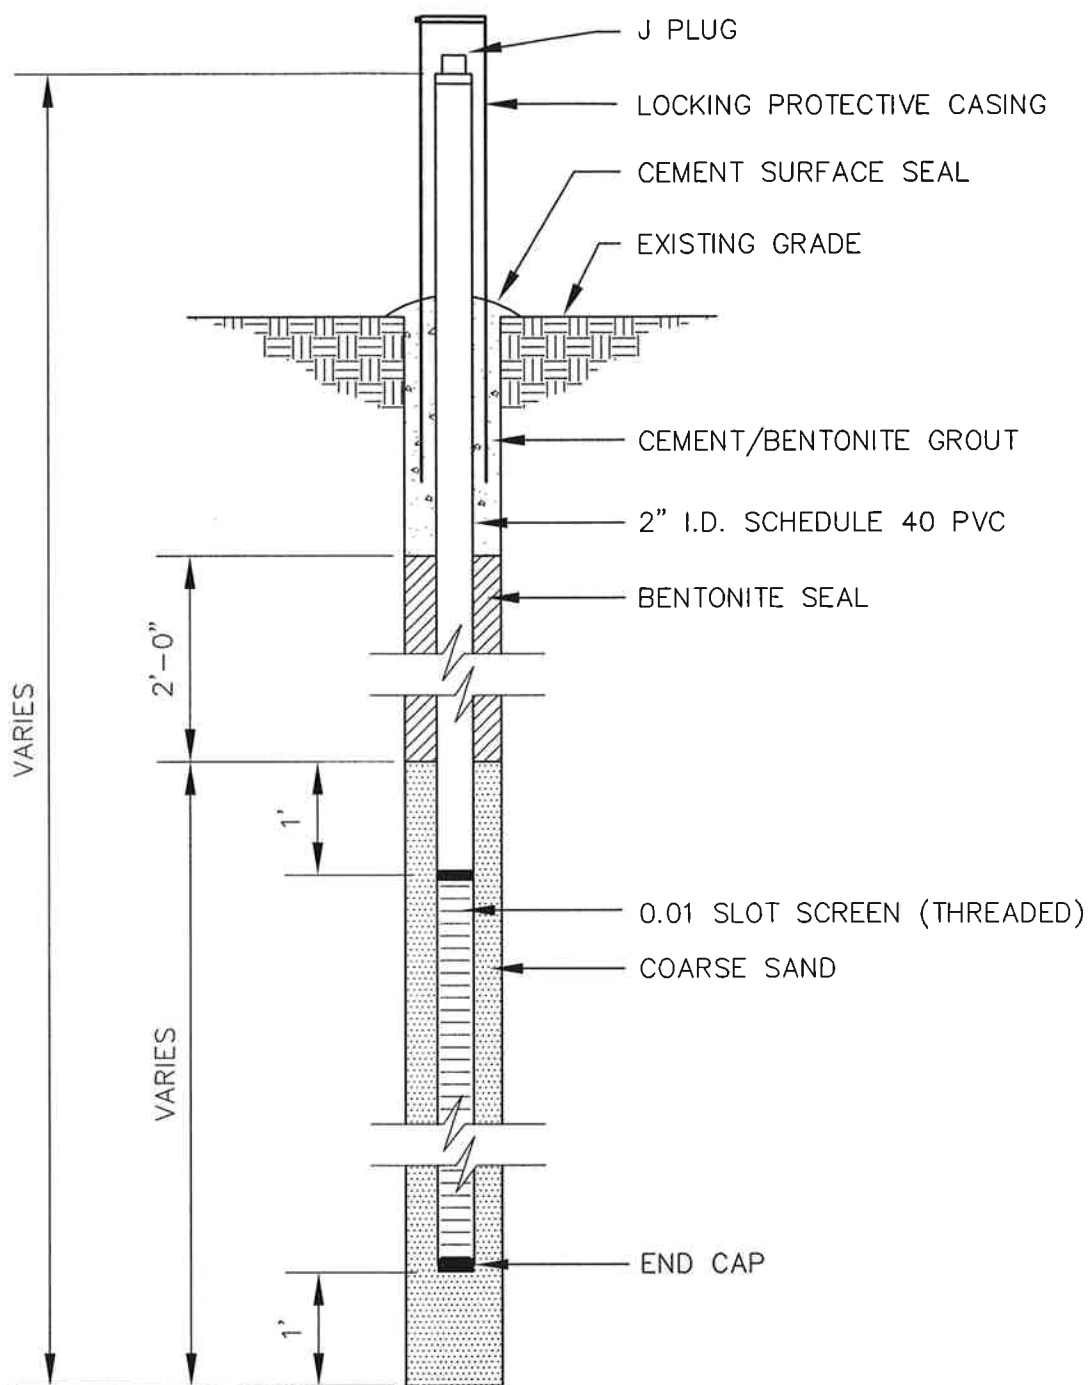 J PLUG
LOCKING PROTECTIVE CASING
CEMENT SURFACE SEAL
EXISTING GRADE
CEMENT/BENTONITE GROUT
2" I.D. SCHEDULE 40 PVC
BENTONITE SEAL
2'-0"
VARIES
1'
0.01 SLOT SCREEN (THREADED)
COARSE SAND
VARIES
END CAP
1'